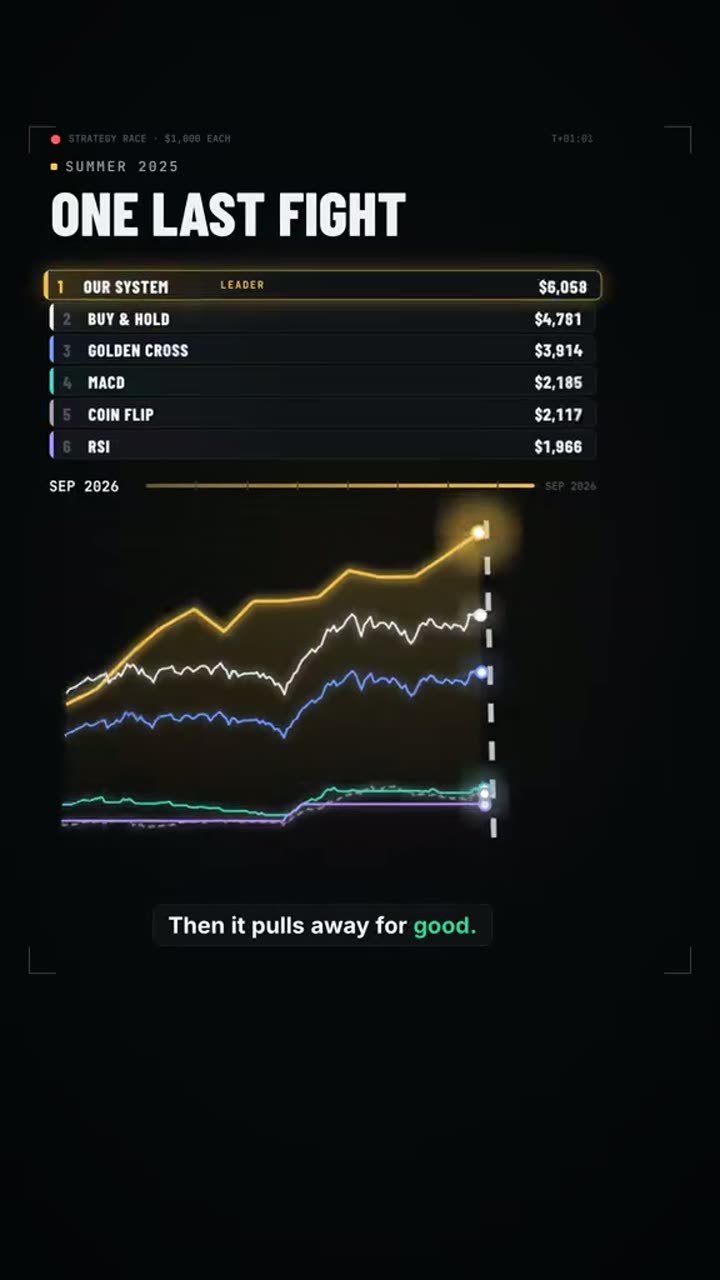 STRATEGY RACE · $1,000 EACH T+01:01
SUMMER 2025
ONE LAST FIGHT
1 OUR SYSTEM LEADER $6,058
2 BUY & HOLD $4,781
3 GOLDEN CROSS $3,914
4 MACD $2,185
5 COIN FLIP $2,117
6 RSI $1,966
SEP 2026 SEP 2026
Then it pulls away for good.